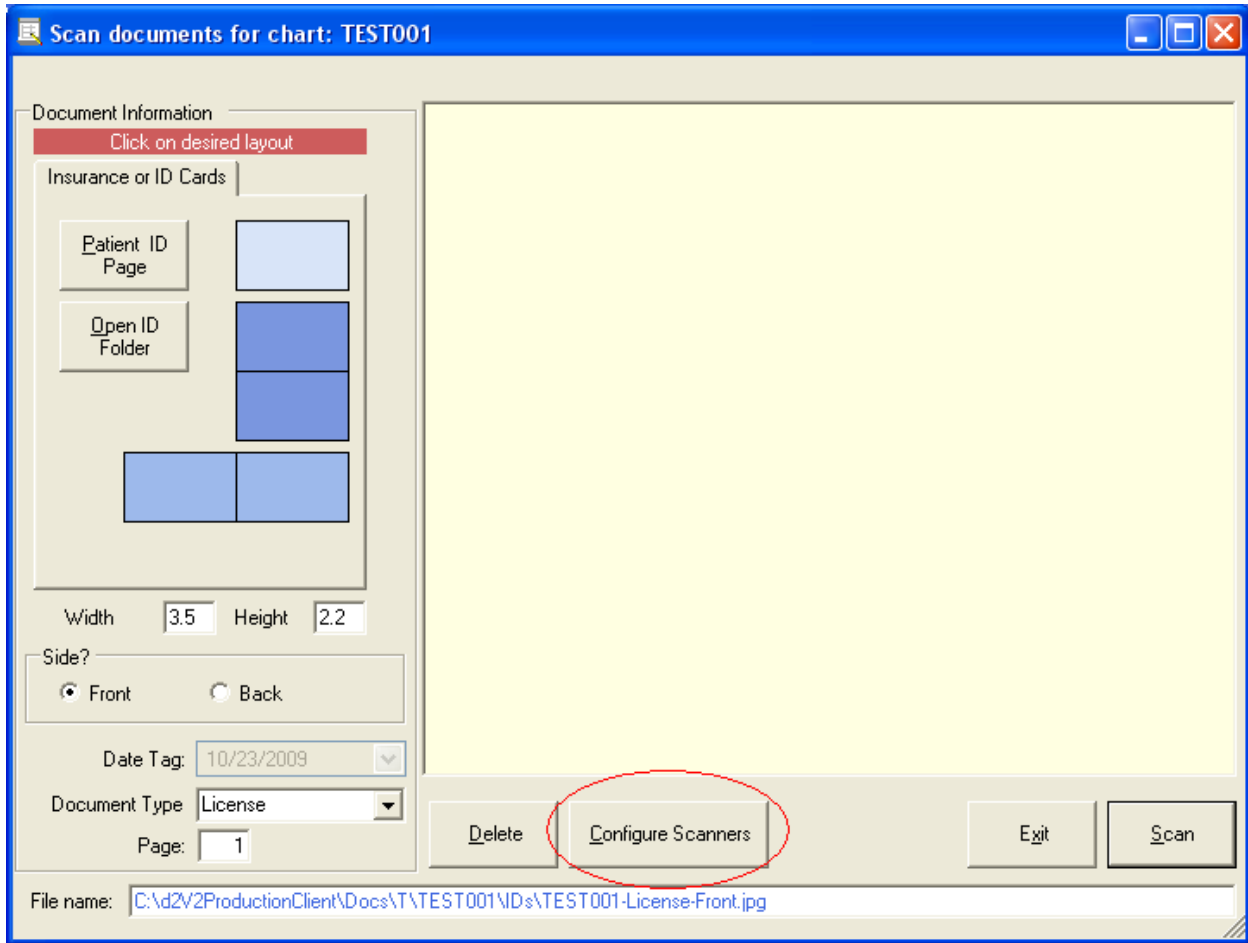 Scan documents for chart: TEST001
Document Information
Click on desired layout
Insurance or ID Cards
Patient ID
Page
Open ID
Folder
Width 3.5 Height 2.2
Side?
Front Back
Date Tag: 10/23/2009
Document Type License
Page: 1
Delete Configure Scanners Exit Scan
File name: C:\d2V2ProductionClient\Docs\T\TEST001\IDs\TEST001-License-Front.jpg